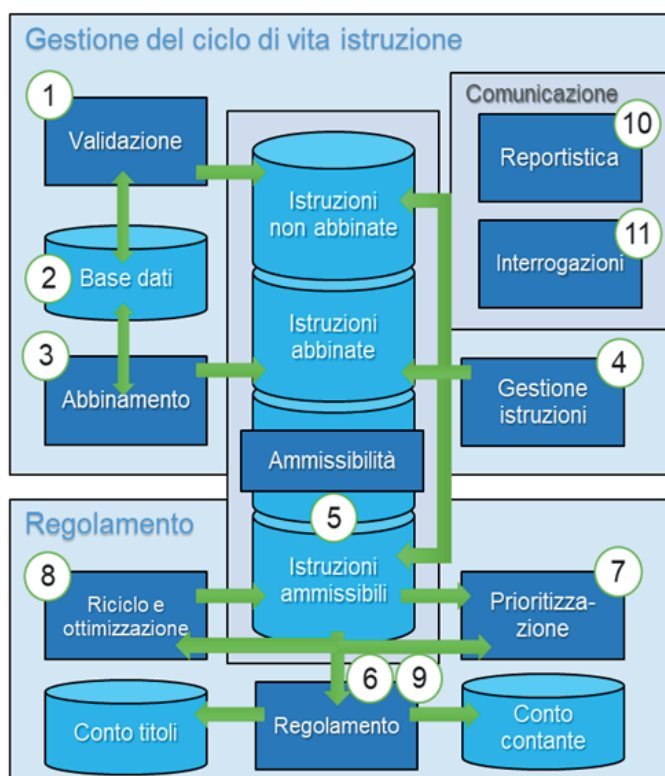 Gestione del ciclo di vita istruzione
1
Validazione
Istruzioni
non abbinate
Comunicazione
10
Reportistica
11
Interrogazioni
2
Base dati
Istruzioni
abbinate
3
Abbinamento
4
Gestione
istruzioni
Ammissibilità
5
Regolamento
8
Riciclo e
ottimizzazione
Istruzioni
ammissibili
7
Prioritizza-
zione
6
9
Conto titoli
Regolamento
Conto
contante